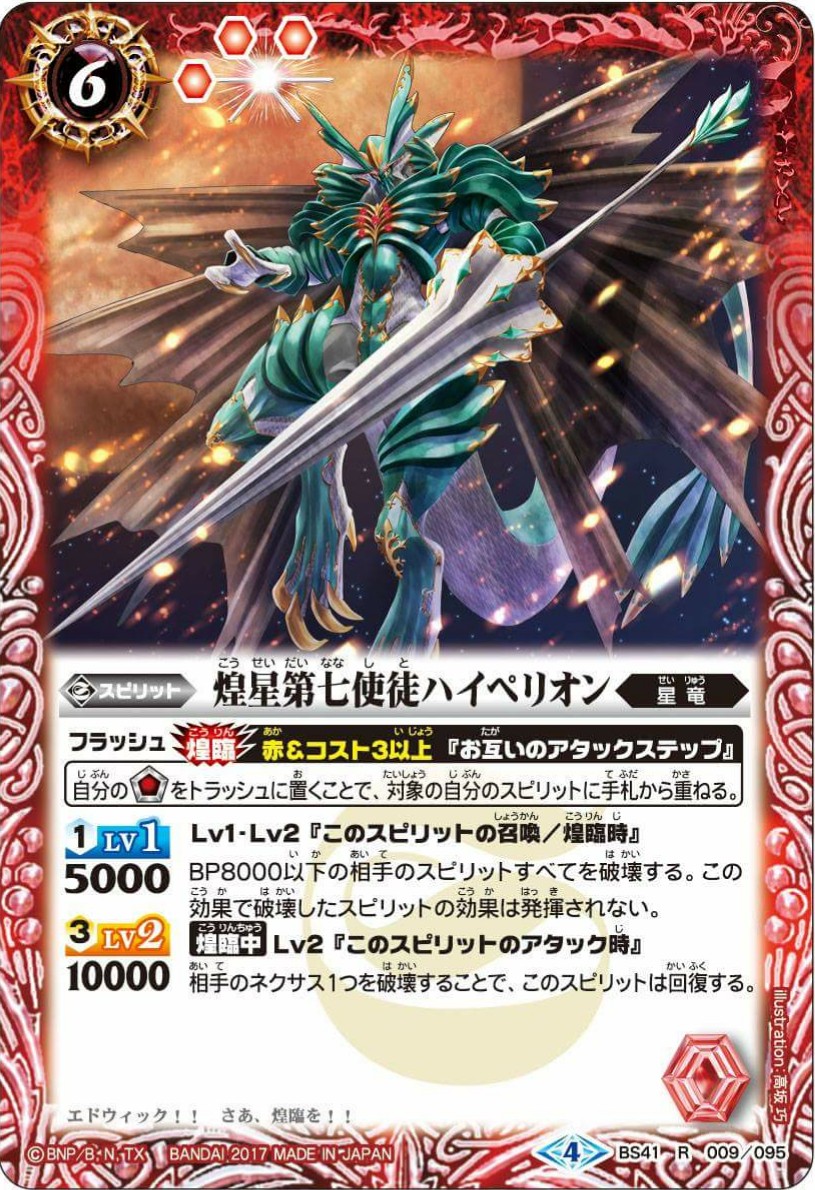 6
スピリット 煌星第七使徒ハイペリオン 星竜
フラッシュ 煌臨 赤&コスト3以上 『お互いのアタックステップ』
自分の をトラッシュに置くことで、対象の自分のスピリットに手札から重ねる。
1 LV1
5000
3 LV2
10000
Lv1・Lv2『このスピリットの召喚/煌臨時』
BP8000以下の相手のスピリットすべてを破壊する。この
効果で破壊したスピリットの効果は発揮されない。
煌臨中 Lv2『このスピリットのアタック時』
相手のネクサス1つを破壊することで、このスピリットは回復する。
Illustration:高坂 巧
エドウィック!! さあ、煌臨を!!
©BNP/B, N, TX BANDAI 2017 MADE IN JAPAN 4 BS41 R 009/095